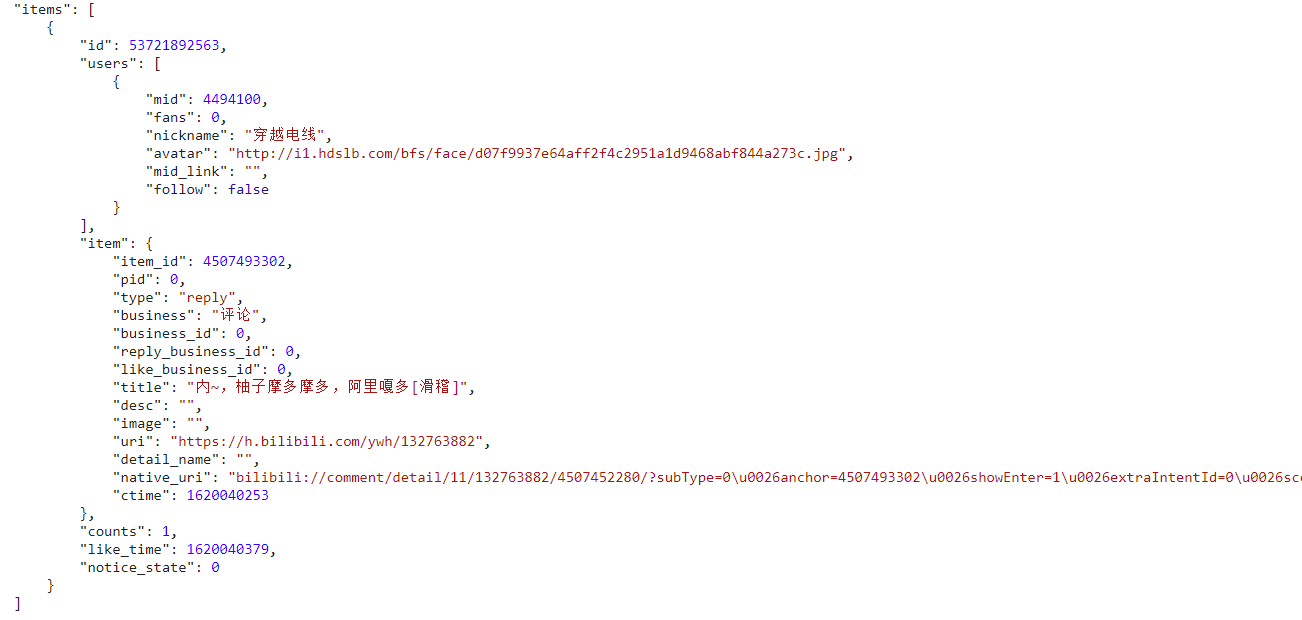 "items": [
{
"id": 53721892563,
"users": [
{
"mid": 4494100,
"fans": 0,
"nickname": "穿越电线",
"avatar": "http://i1.hdslb.com/bfs/face/d07f9937e64aff2f4c2951a1d9468abf844a273c.jpg",
"mid_link": "",
"follow": false
}
],
"item": {
"item_id": 4507493302,
"pid": 0,
"type": "reply",
"business": "评论",
"business_id": 0,
"reply_business_id": 0,
"like_business_id": 0,
"title": "内~，柚子摩多摩多，阿里嘎多[滑稽]",
"desc": "",
"image": "",
"uri": "https://h.bilibili.com/ywh/132763882",
"detail_name": "",
"native_uri": "bilibili://comment/detail/11/132763882/4507452280/?subType=0\u0026anchor=4507493302\u0026showEnter=1\u0026extraIntentId=0\u0026sc
"ctime": 1620040253
},
"counts": 1,
"like_time": 1620040379,
"notice_state": 0
}
]